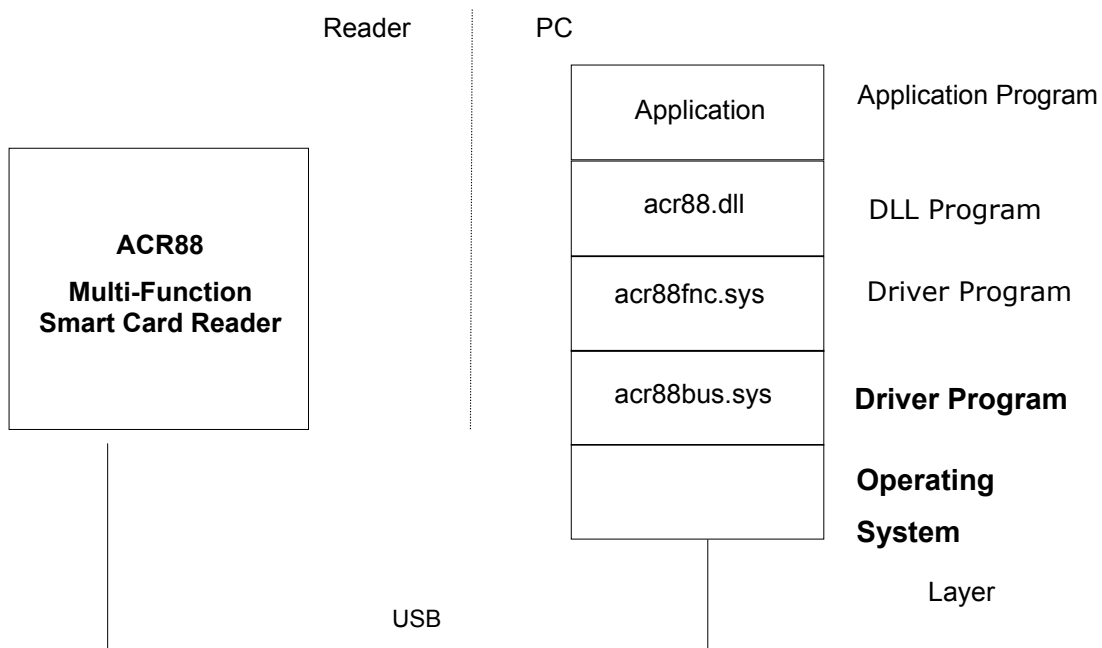 Reader
PC
Application
Application Program
acr88.dll
DLL Program
ACR88
Multi-Function
Smart Card Reader
acr88fnc.sys
Driver Program
acr88bus.sys
Driver Program
Operating
System
Layer
USB